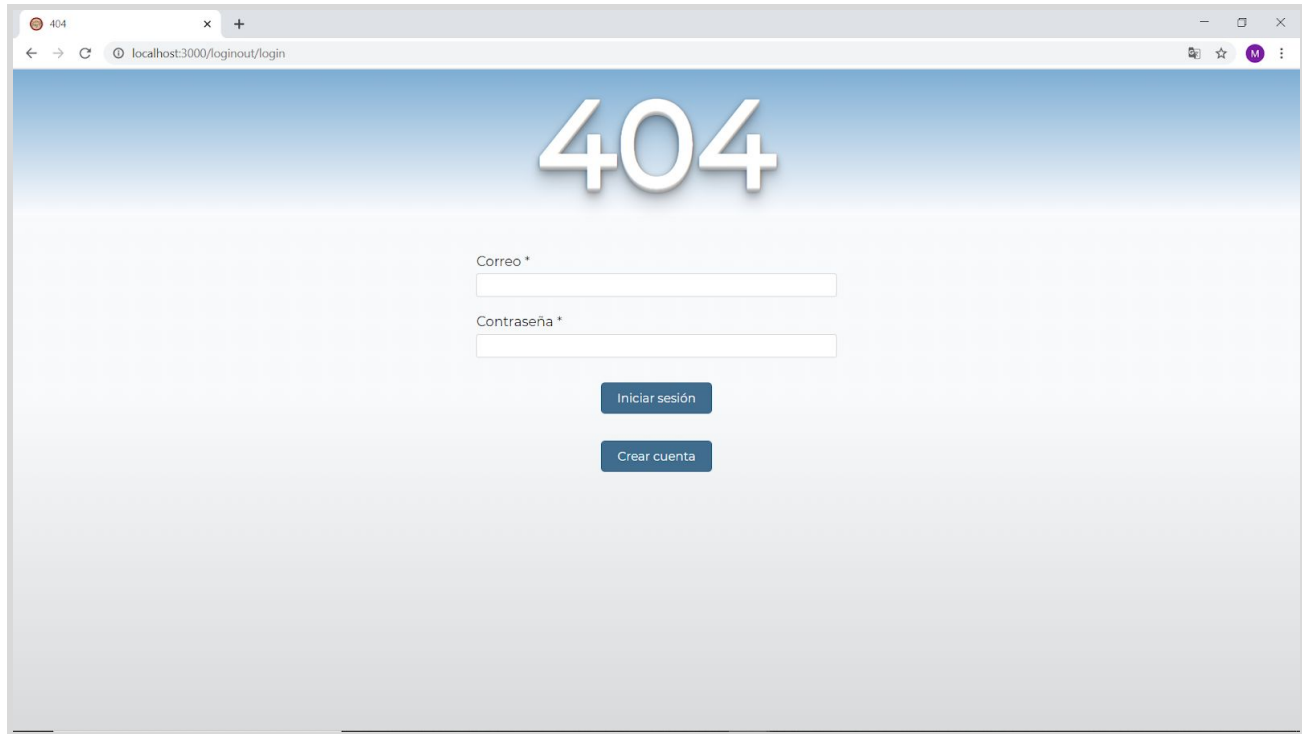 404
localhost:3000/loginout/login
M
404
Correo *
Contraseña *
Iniciar sesión
Crear cuenta